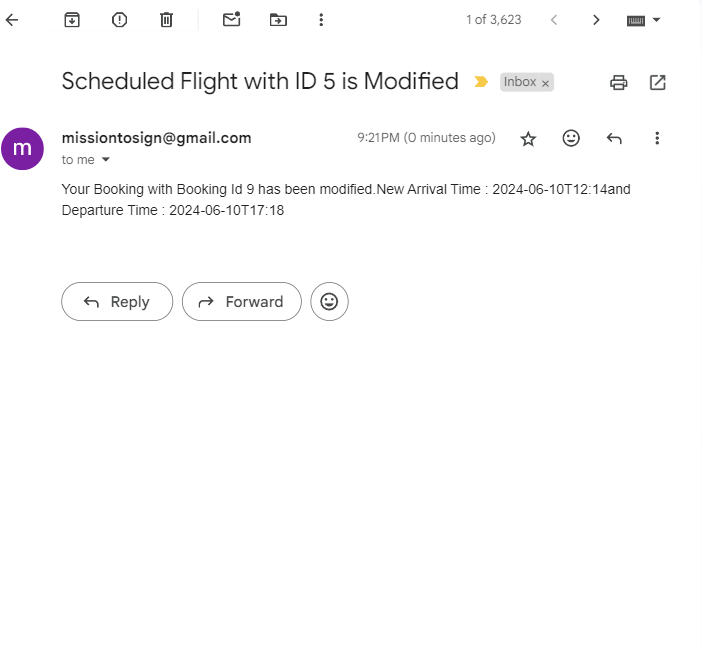 1 of 3,623
Scheduled Flight with ID 5 is Modified
Inbox x
m
missiontosign@gmail.com
9:21PM (0 minutes ago)
to me
Your Booking with Booking Id 9 has been modified.New Arrival Time : 2024-06-10T12:14and
Departure Time : 2024-06-10T17:18
Reply
Forward